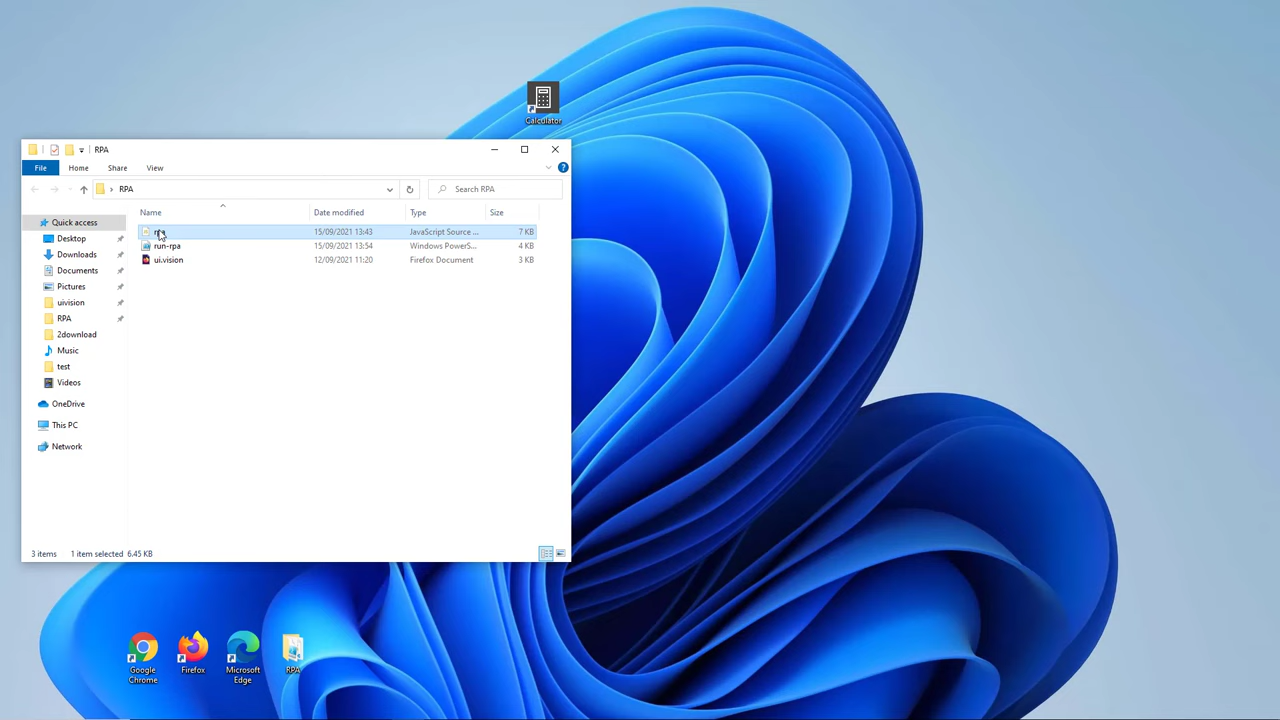 Calculator
RPA
File Home Share View
RPA
Search RPA
Name Date modified Type Size
15/09/2021 13:43 JavaScript Source ... 7 KB
run-rpa 15/09/2021 13:54 Windows PowerS... 4 KB
ui.vision 12/09/2021 11:20 Firefox Document 3 KB
Quick access
Desktop
Downloads
Documents
Pictures
uivision
RPA
2download
Music
test
Videos
OneDrive
This PC
Network
3 items 1 item selected 6.45 KB
Google
Chrome
Firefox
Microsoft
Edge
RPA